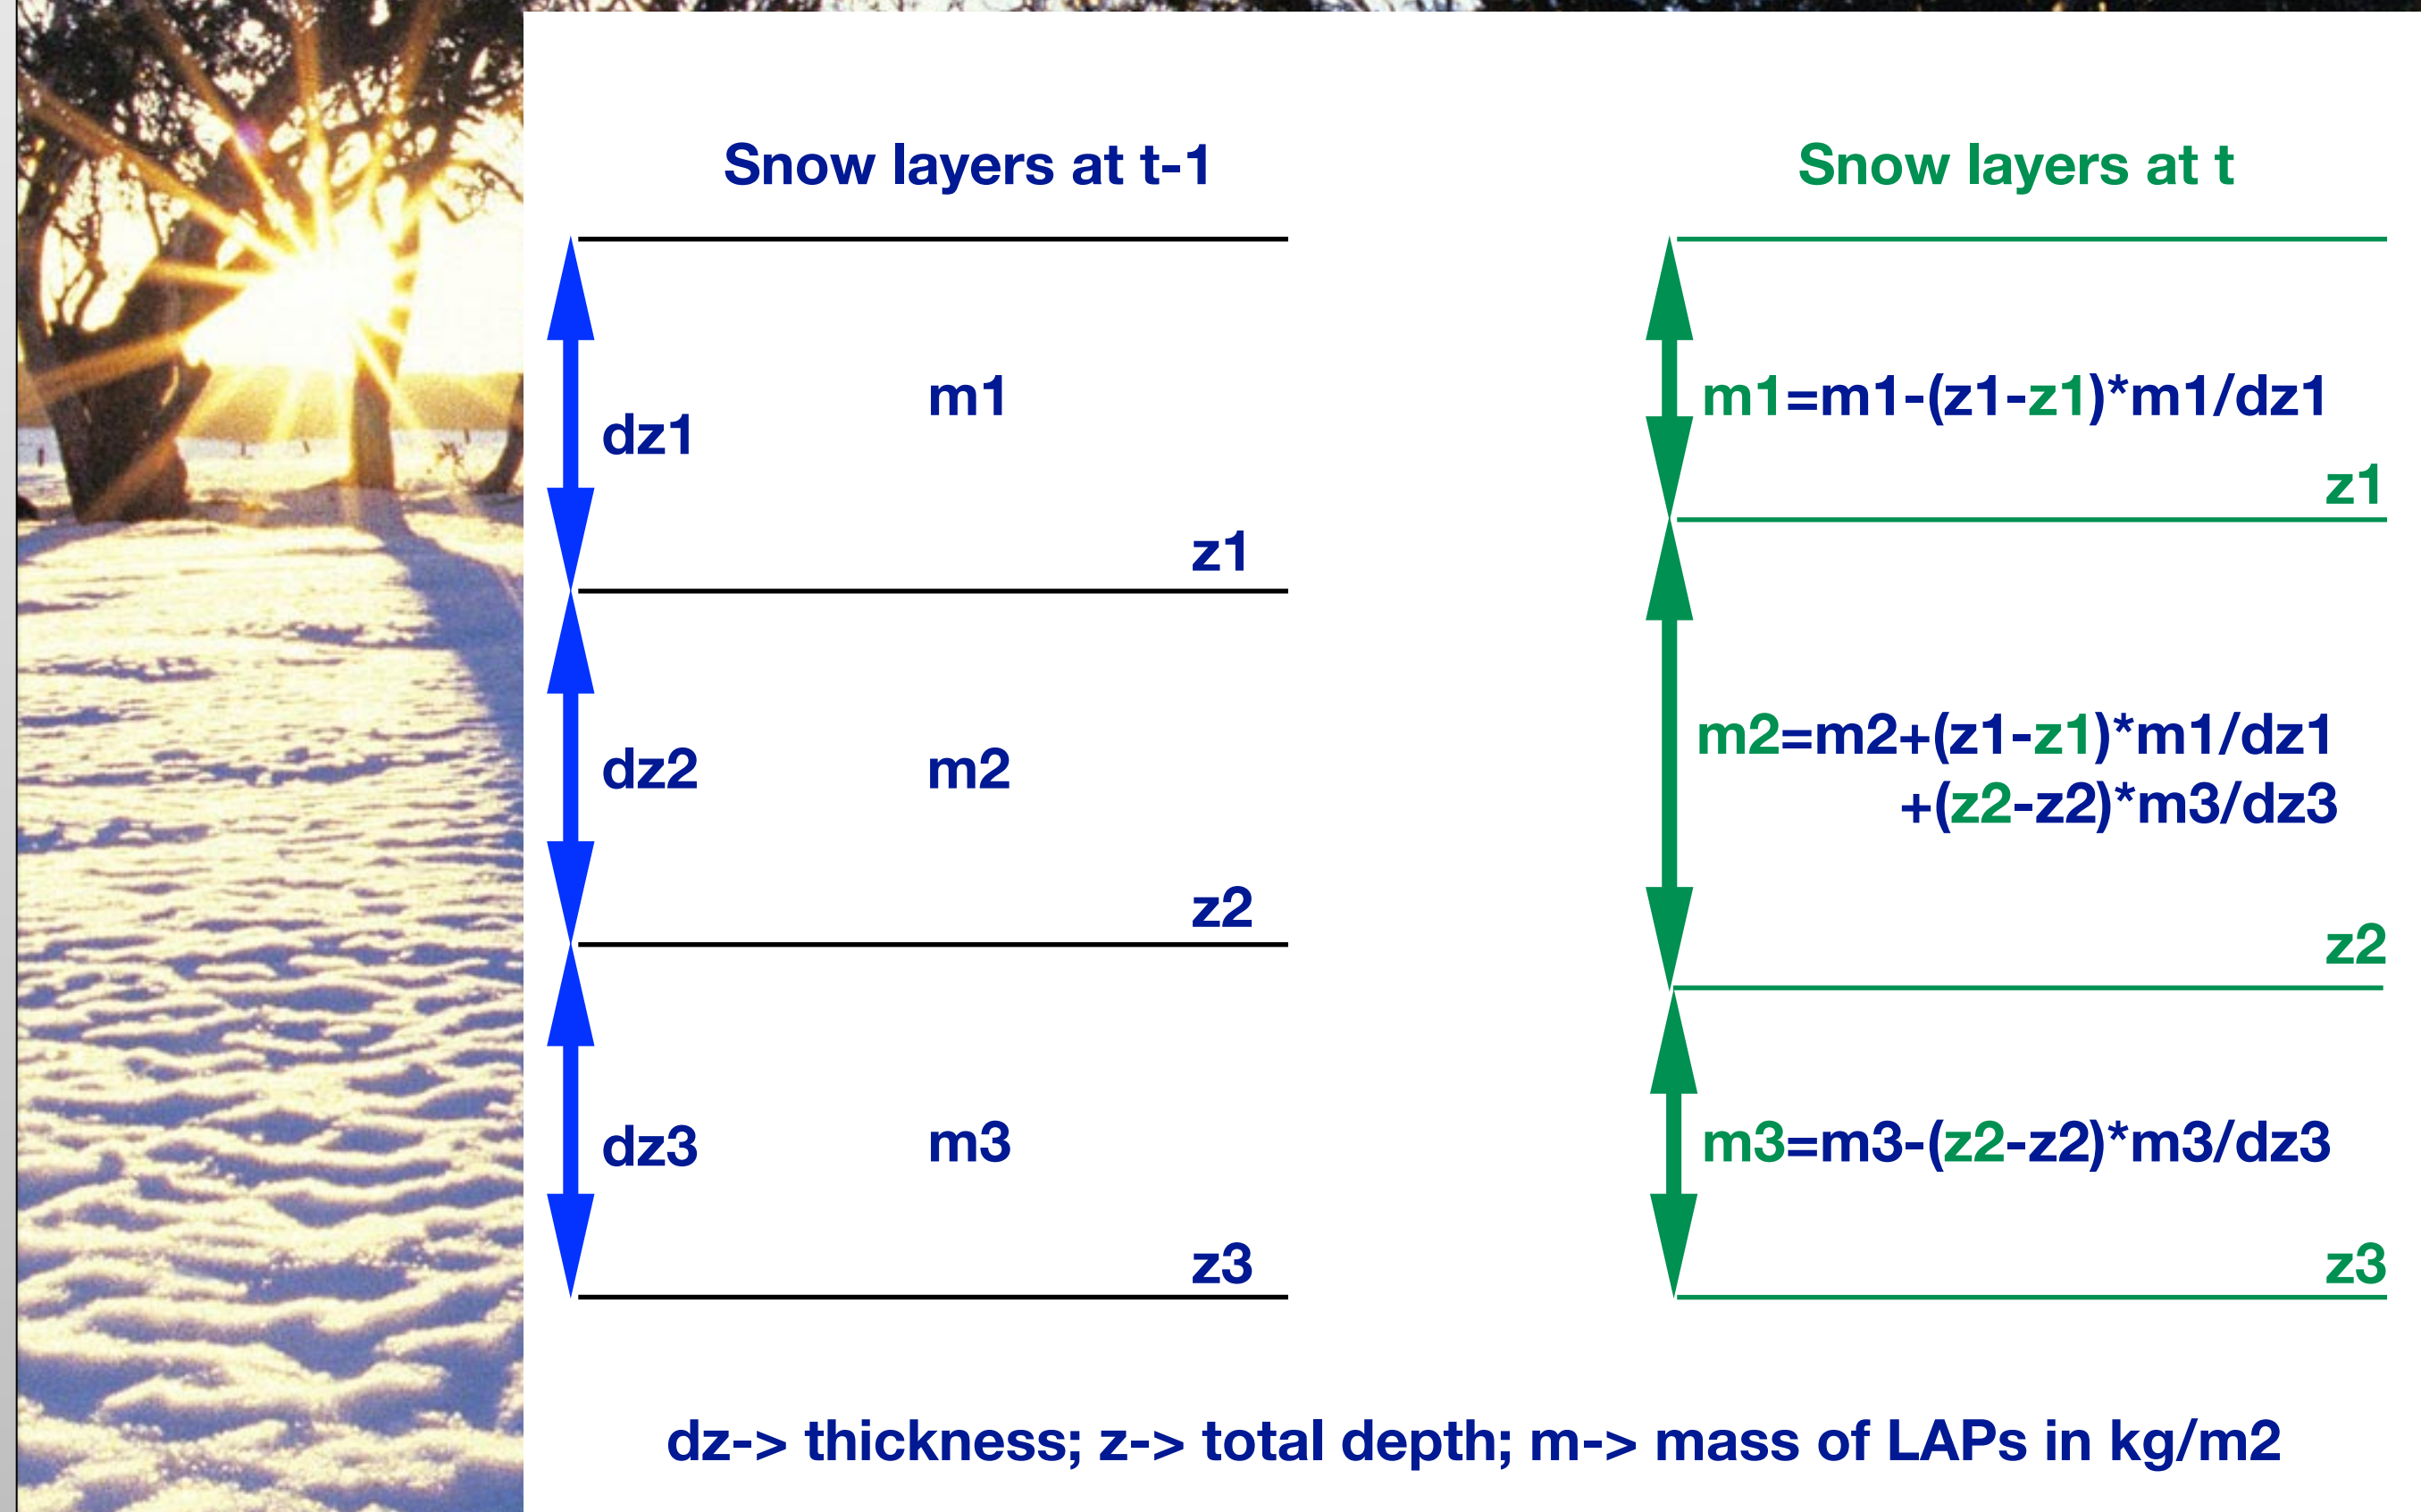 Snow layers at t-1
Snow layers at t
dz1
m1
z1
dz2
m2
z2
dz3
m3
z3
m1=m1-(z1-z1)*m1/dz1
z1
m2=m2+(z1-z1)*m1/dz1
+(z2-z2)*m3/dz3
z2
m3=m3-(z2-z2)*m3/dz3
z3
dz-> thickness; z-> total depth; m-> mass of LAPs in kg/m2